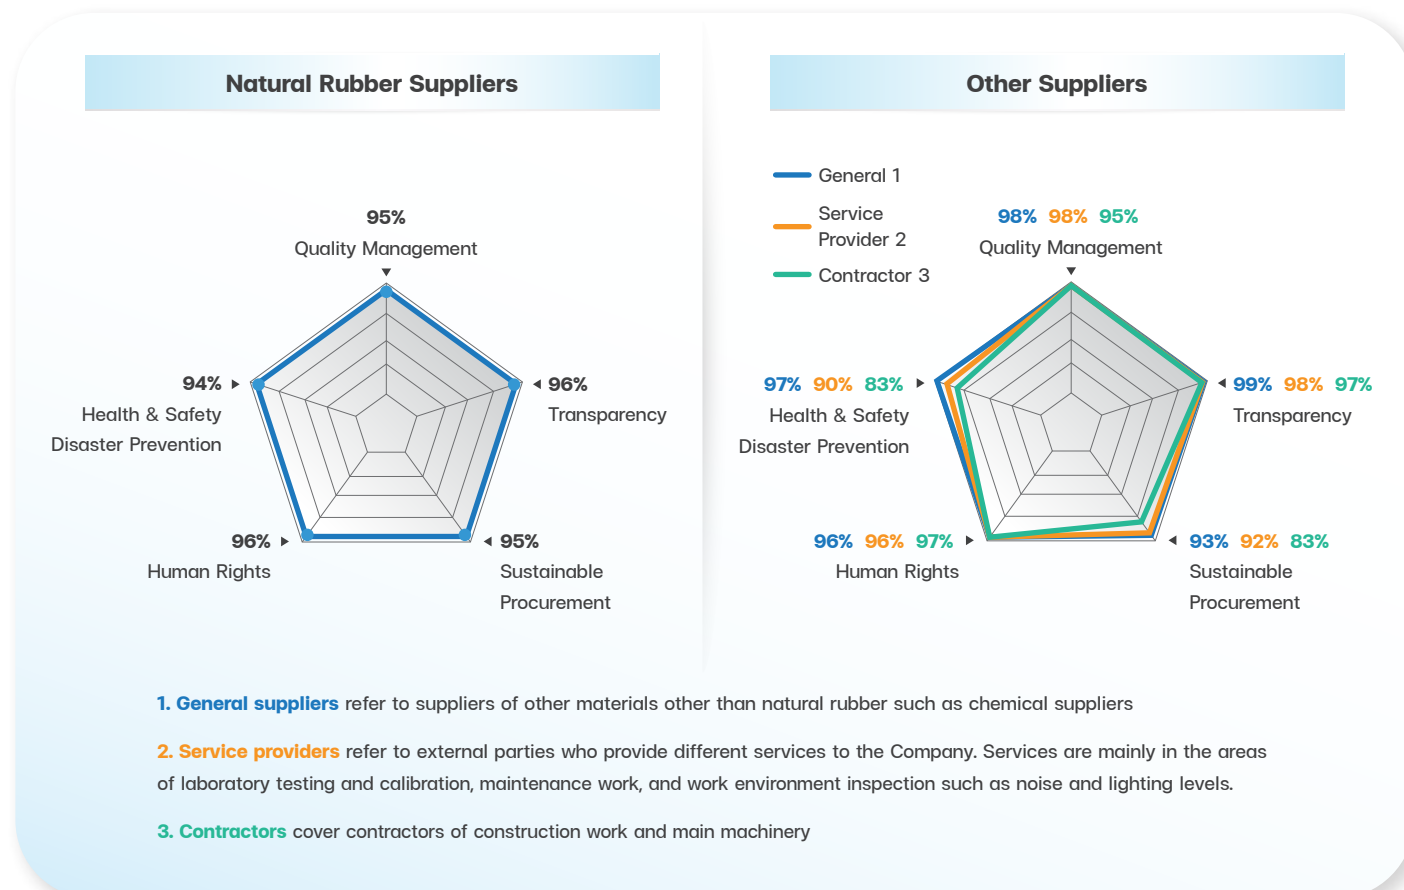 Natural Rubber Suppliers
95%
Quality Management
94%
Health & Safety
Disaster Prevention
96%
Transparency
96%
Human Rights
95%
Sustainable
Procurement
Other Suppliers
General 1
Service
Provider 2
Contractor 3
98% 98% 95%
Quality Management
97% 90% 83%
Health & Safety
Disaster Prevention
99% 98% 97%
Transparency
96% 96% 97%
Human Rights
93% 92% 83%
Sustainable
Procurement
1. General suppliers refer to suppliers of other materials other than natural rubber such as chemical suppliers
2. Service providers refer to external parties who provide different services to the Company. Services are mainly in the areas
of laboratory testing and calibration, maintenance work, and work environment inspection such as noise and lighting levels.
3. Contractors cover contractors of construction work and main machinery